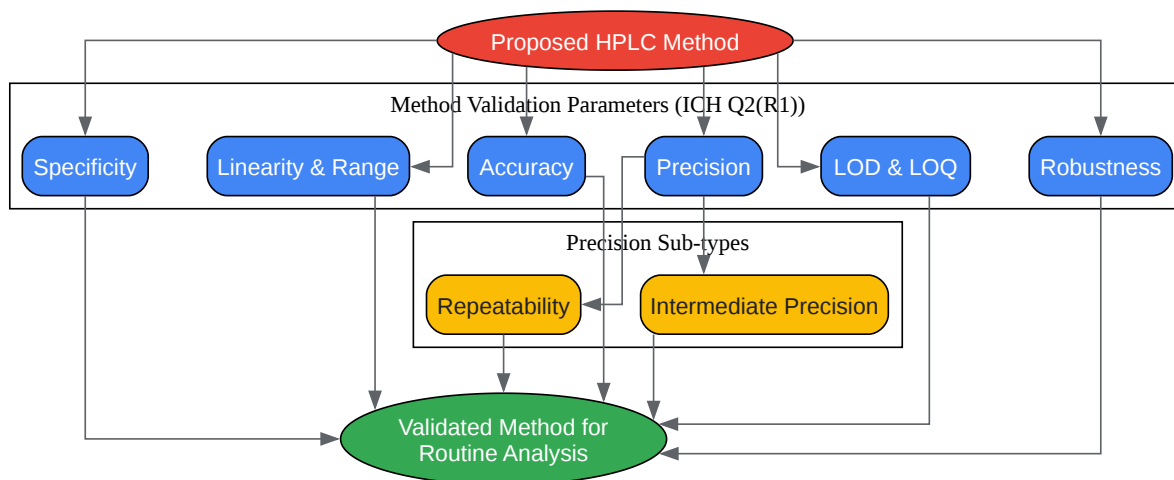 Proposed HPLC Method
Method Validation Parameters (ICH Q2(R1))
Specificity
Linearity & Range
Accuracy
Precision
LOD & LOQ
Robustness
Precision Sub-types
Repeatability
Intermediate Precision
Validated Method for
Routine Analysis